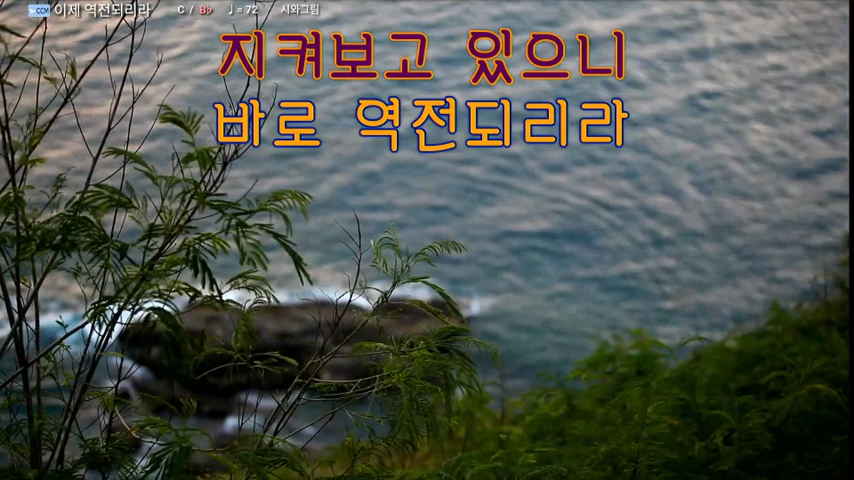 .CCM 이제 역전되리라 C / B♭ ♩ = 72 시와그림
지켜보고 있으니
바로 역전되리라